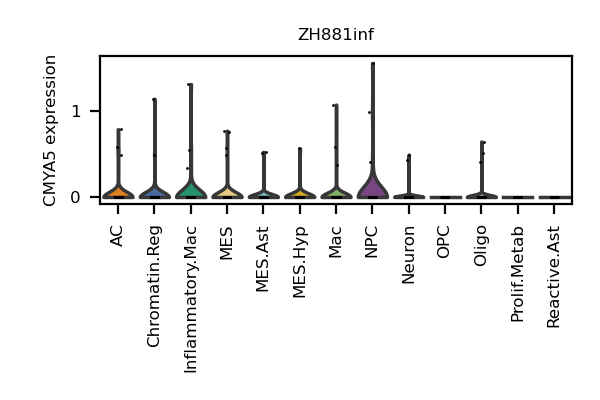 ZH881inf
CMYA5 expression
1
0
AC
Chromatin.Reg
Inflammatory.Mac
MES
MES.Ast
MES.Hyp
Mac
NPC
Neuron
OPC
Oligo
Prolif.Metab
Reactive.Ast